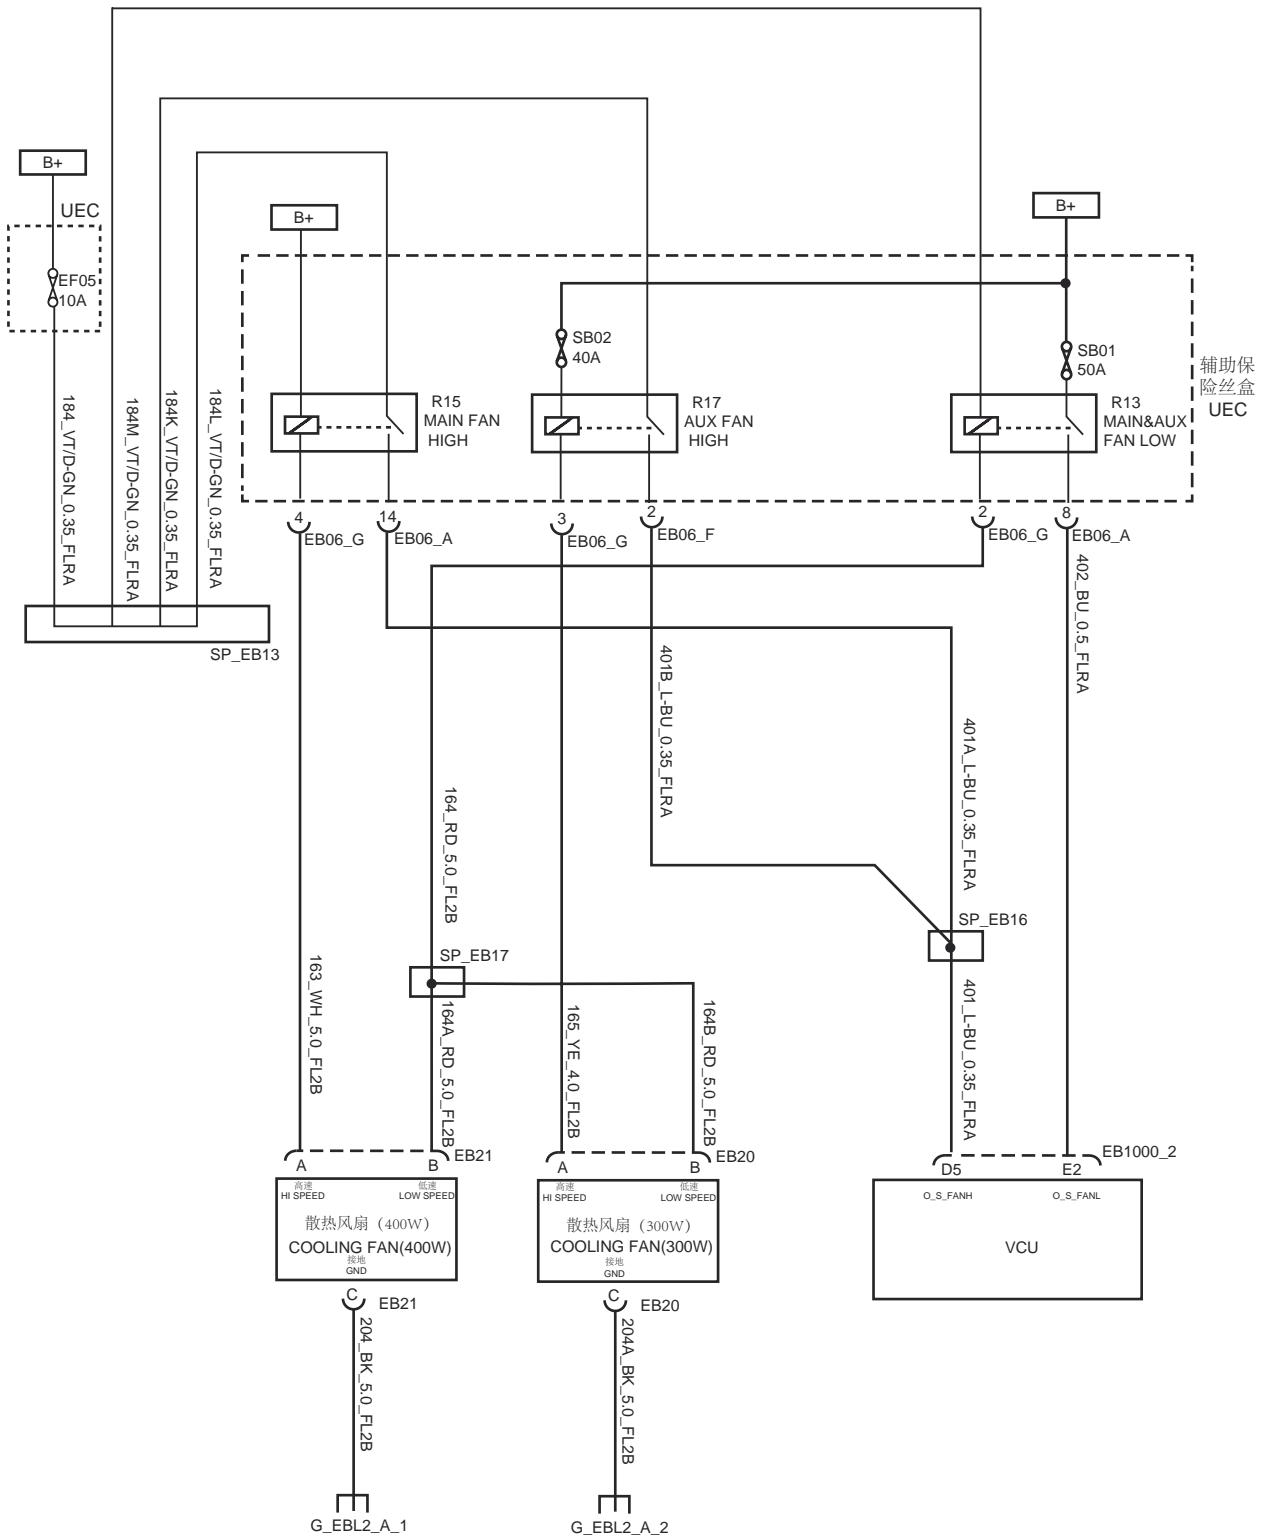 B+
UEC
EF05
10A
B+
B+
SB02
40A
SB01
50A
辅助保
险丝盒
UEC
R15
MAIN FAN
HIGH
R17
AUX FAN
HIGH
R13
MAIN&AUX
FAN LOW
184_VT/D-GN_0.35_FLRA
184M_VT/D-GN_0.35_FLRA
184K_VT/D-GN_0.35_FLRA
184L_VT/D-GN_0.35_FLRA
4
EB06_G
14
EB06_A
3
EB06_G
2
EB06_F
2
EB06_G
8
EB06_A
SP_EB13
402_BU_0.5_FLRA
401B_L-BU_0.35_FLRA
401A_L-BU_0.35_FLRA
164_RD_5.0_FL2B
SP_EB16
SP_EB17
163_WH_5.0_FL2B
164A_RD_5.0_FL2B
165_YE_4.0_FL2B
164B_RD_5.0_FL2B
401_L-BU_0.35_FLRA
A
B
EB21
A
B
EB20
D5
E2
EB1000_2
高速
HI SPEED
低速
LOW SPEED
散热风扇（400W）
COOLING FAN(400W)
接地
GND
高速
HI SPEED
低速
LOW SPEED
散热风扇（300W）
COOLING FAN(300W)
接地
GND
O_S_FANH
O_S_FANL
VCU
C
EB21
C
EB20
204_BK_5.0_FL2B
204A_BK_5.0_FL2B
G_EBL2_A_1
G_EBL2_A_2